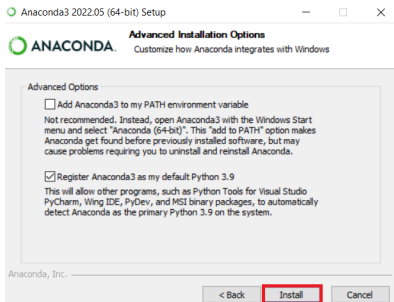 Anaconda3 2022.05 (64-bit) Setup
ANACONDA.
Advanced Installation Options
Customize how Anaconda integrates with Windows
Advanced Options
Add Anaconda3 to my PATH environment variable
Not recommended. Instead, open Anaconda3 with the Windows Start
menu and select "Anaconda (64-bit)". This "add to PATH" option makes
Anaconda get found before previously installed software, but may
cause problems requiring you to uninstall and reinstall Anaconda.
Register Anaconda3 as my default Python 3.9
This will allow other programs, such as Python Tools for Visual Studio
PyCharm, Wing IDE, PyDev, and MSI binary packages, to automatically
detect Anaconda as the primary Python 3.9 on the system.
Anaconda, Inc.
< Back
Install
Cancel